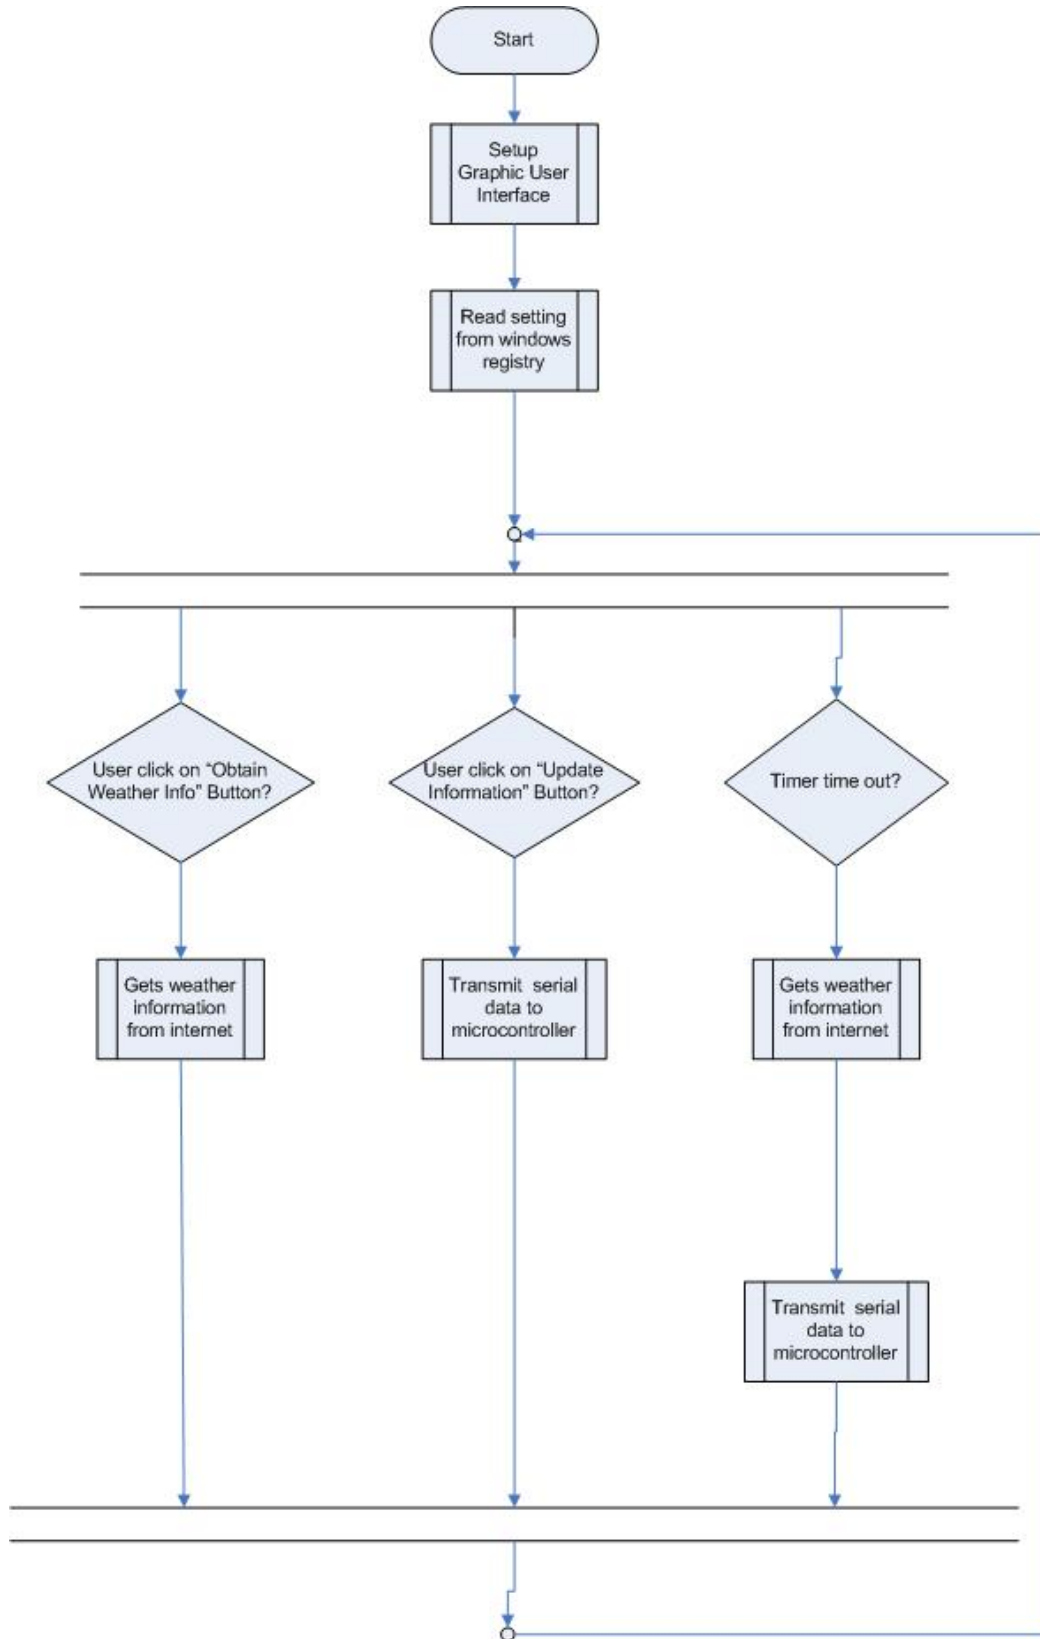 Start
Setup
Graphic User
Interface
Read setting
from windows
registry
User click on “Obtain
Weather Info” Button?
User click on “Update
Information” Button?
Timer time out?
Gets weather
information
from internet
Transmit serial
data to
microcontroller
Gets weather
information
from internet
Transmit serial
data to
microcontroller